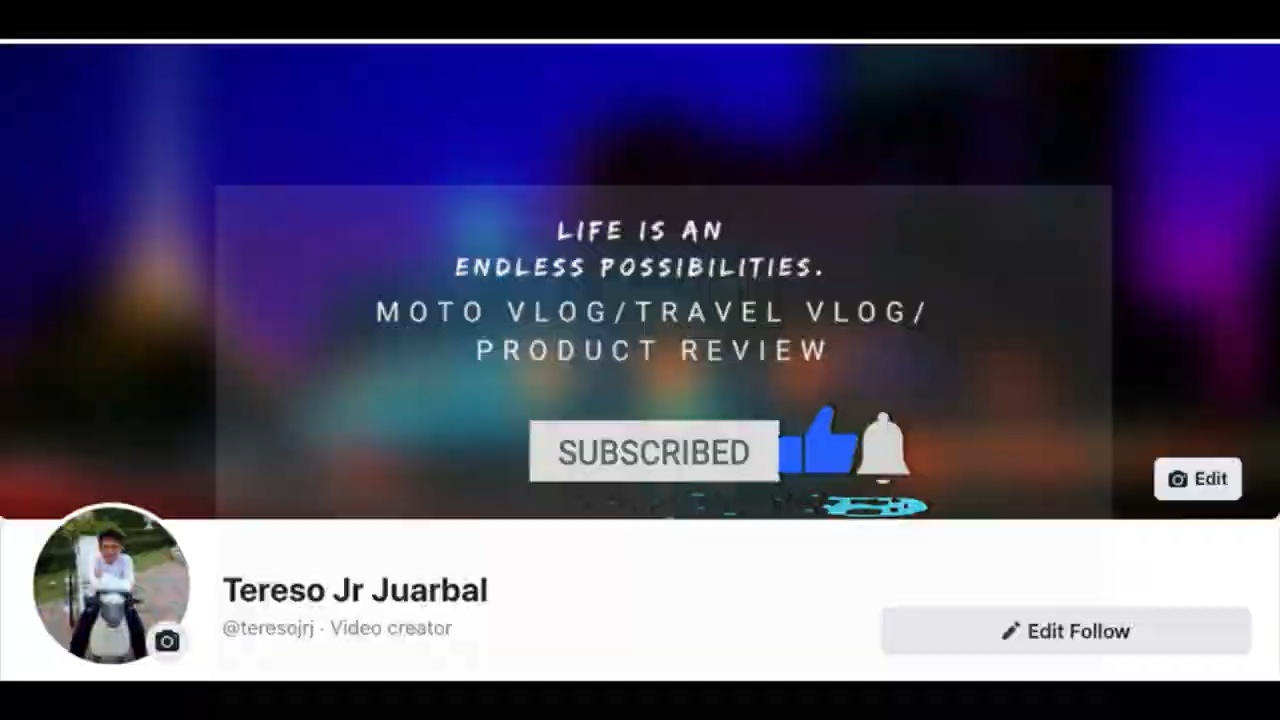 LIFE IS AN
ENDLESS POSSIBILITIES.
MOTO VLOG/TRAVEL VLOG/
PRODUCT REVIEW
SUBSCRIBED
Edit
Tereso Jr Juarbal
@teresojrj · Video creator
Edit Follow